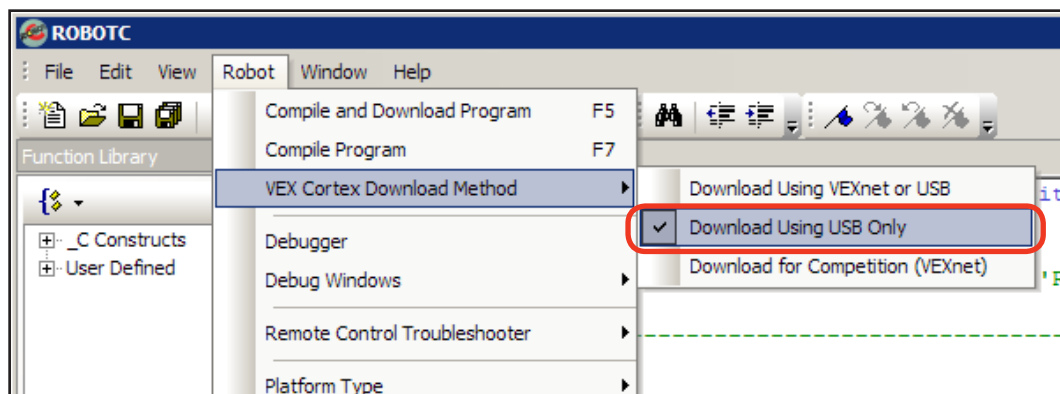 ROBOTC
File Edit View Robot Window Help
Compile and Download Program F5
Function Library
Compile Program F7
VEX Cortex Download Method
Download Using VEXnet or USB
_C Constructs
Debugger
Download Using USB Only
User Defined
Debug Windows
Download for Competition (VEXnet)
Remote Control Troubleshooter
Platform Type